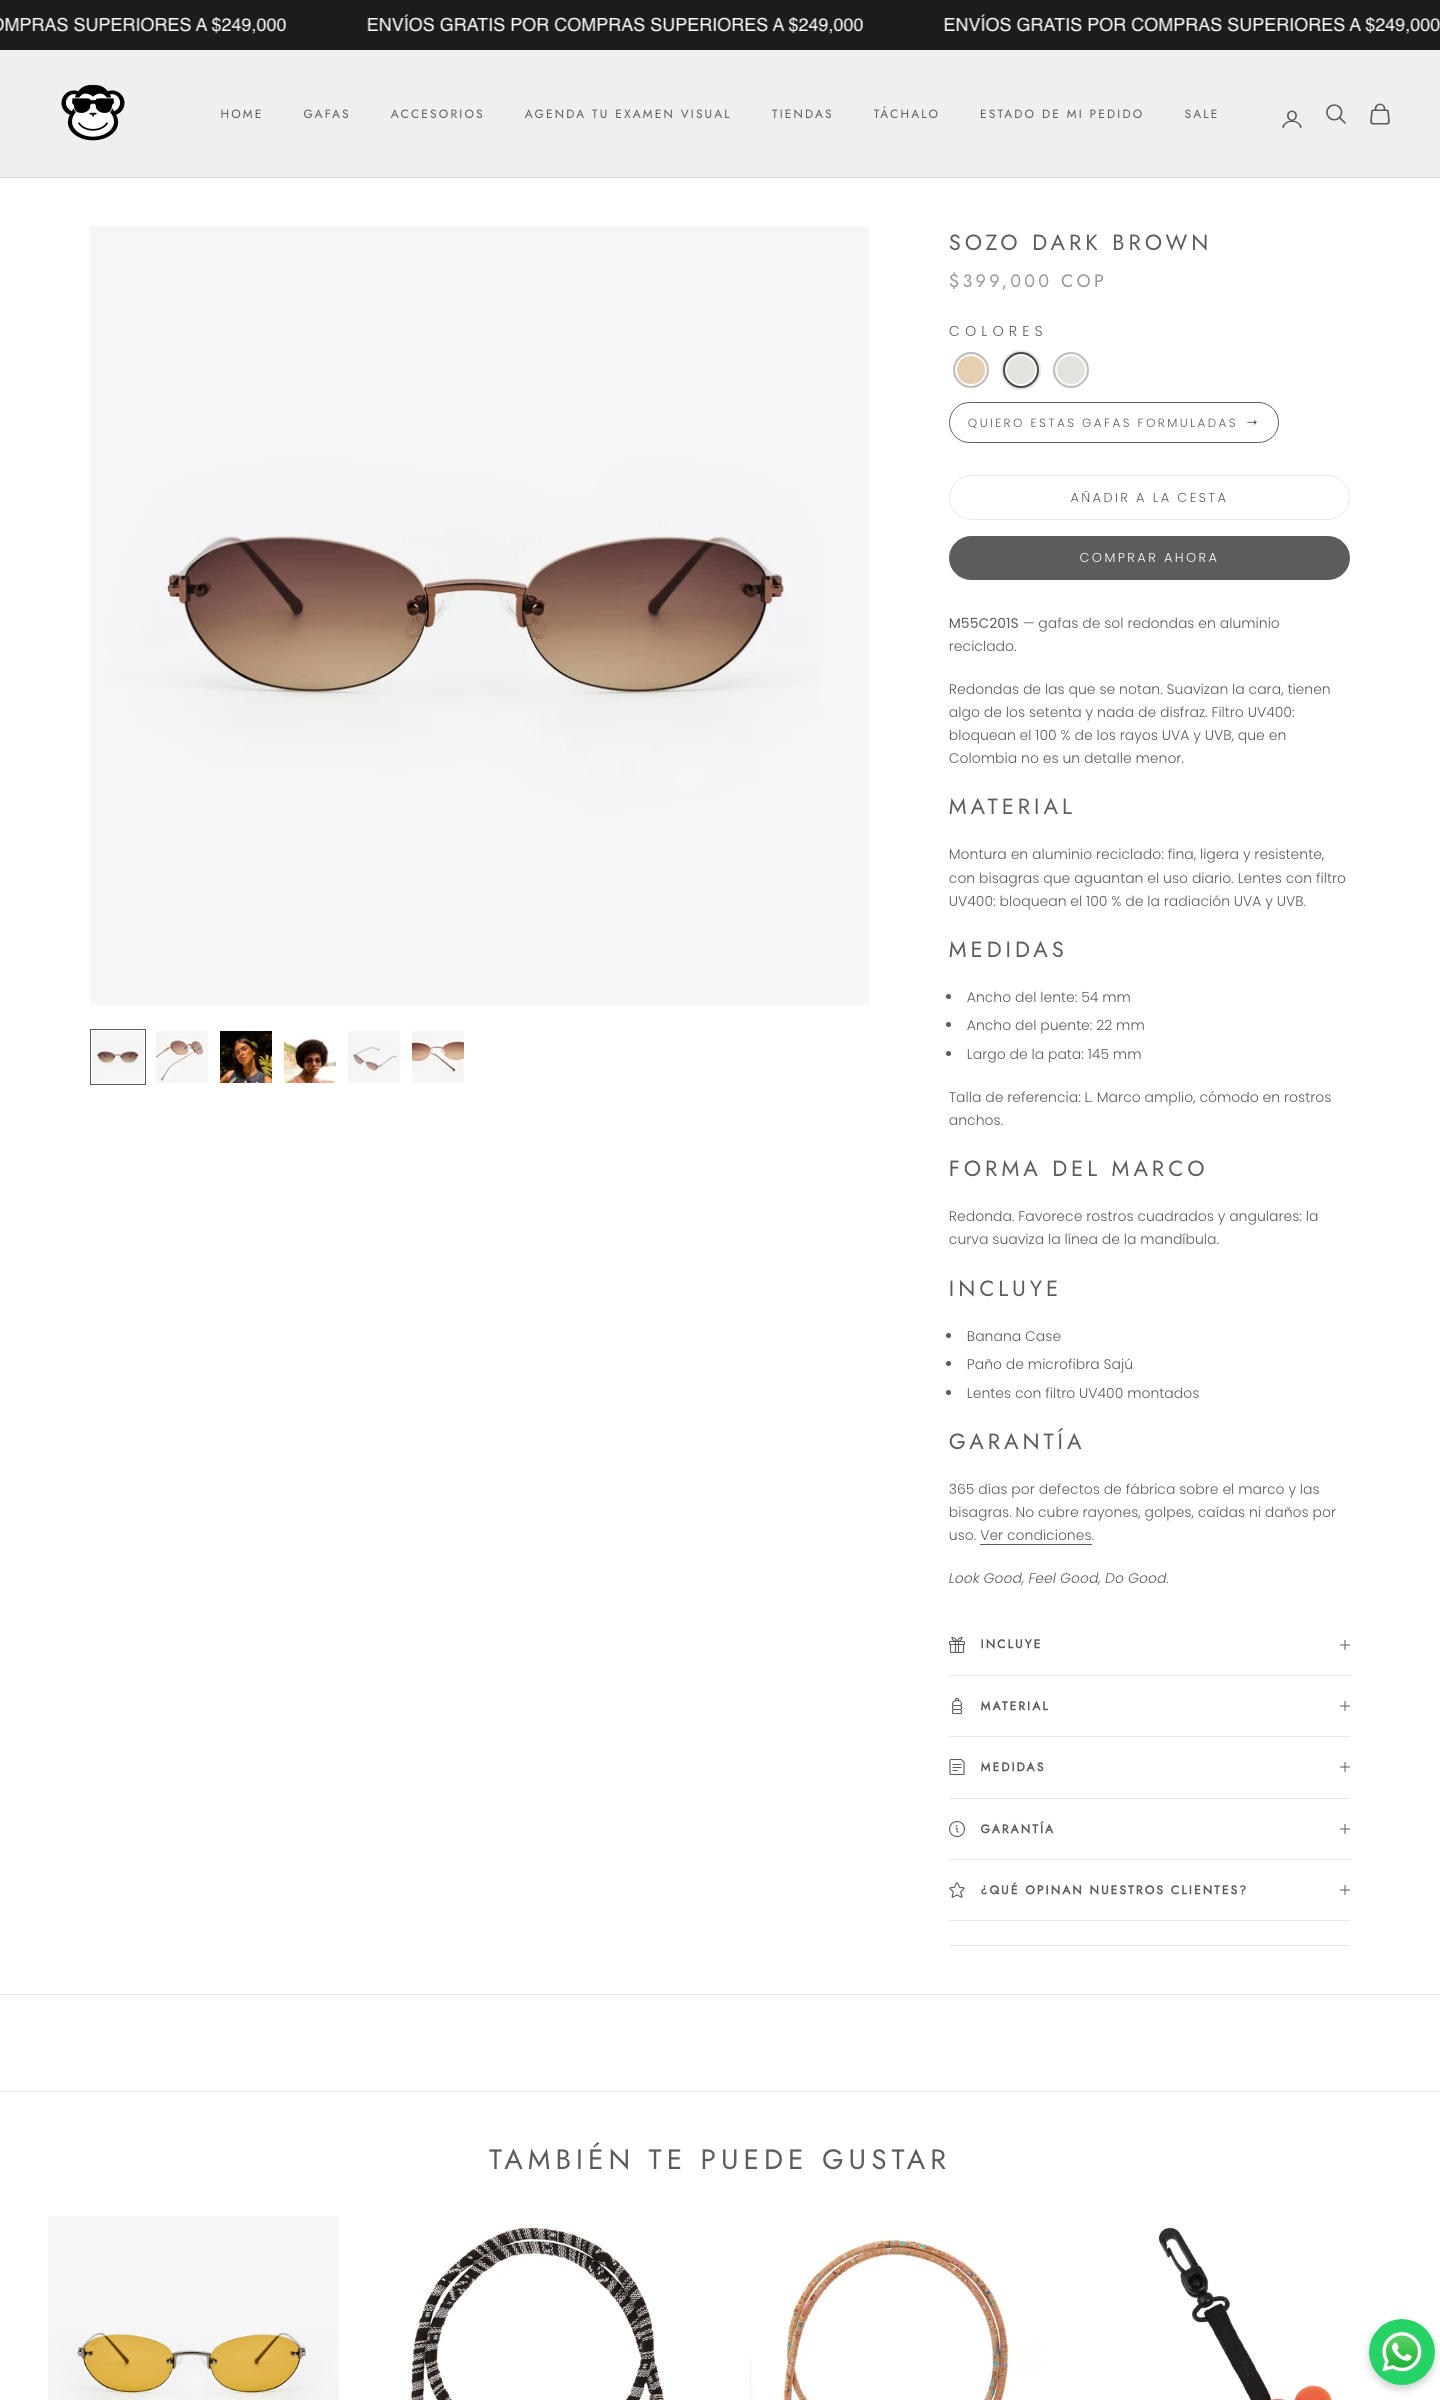 OMPRAS SUPERIORES A $249,000 ENVÍOS GRATIS POR COMPRAS SUPERIORES A $249,000 ENVÍOS GRATIS POR COMPRAS SUPERIORES A $249,000
HOME GAFAS ACCESORIOS AGENDA TU EXAMEN VISUAL TIENDAS TÁCHALO ESTADO DE MI PEDIDO SALE
SOZO DARK BROWN
$399,000 COP
COLORES
QUIERO ESTAS GAFAS FORMULADAS →
AÑADIR A LA CESTA
COMPRAR AHORA
M55C201S — gafas de sol redondas en aluminio
reciclado.
Redondas de las que se notan. Suavizan la cara, tienen
algo de los setenta y nada de disfraz. Filtro UV400:
bloquean el 100 % de los rayos UVA y UVB, que en
Colombia no es un detalle menor.
MATERIAL
Montura en aluminio reciclado: fina, ligera y resistente,
con bisagras que aguantan el uso diario. Lentes con filtro
UV400: bloquean el 100 % de la radiación UVA y UVB.
MEDIDAS
Ancho del lente: 54 mm
Ancho del puente: 22 mm
Largo de la pata: 145 mm
Talla de referencia: L. Marco amplio, cómodo en rostros
anchos.
FORMA DEL MARCO
Redonda. Favorece rostros cuadrados y angulares: la
curva suaviza la línea de la mandíbula.
INCLUYE
Banana Case
Paño de microfibra Sajú
Lentes con filtro UV400 montados
GARANTÍA
365 días por defectos de fábrica sobre el marco y las
bisagras. No cubre rayones, golpes, caídas ni daños por
uso. Ver condiciones.
Look Good, Feel Good, Do Good.
INCLUYE
MATERIAL
MEDIDAS
GARANTÍA
¿QUÉ OPINAN NUESTROS CLIENTES?
TAMBIÉN TE PUEDE GUSTAR